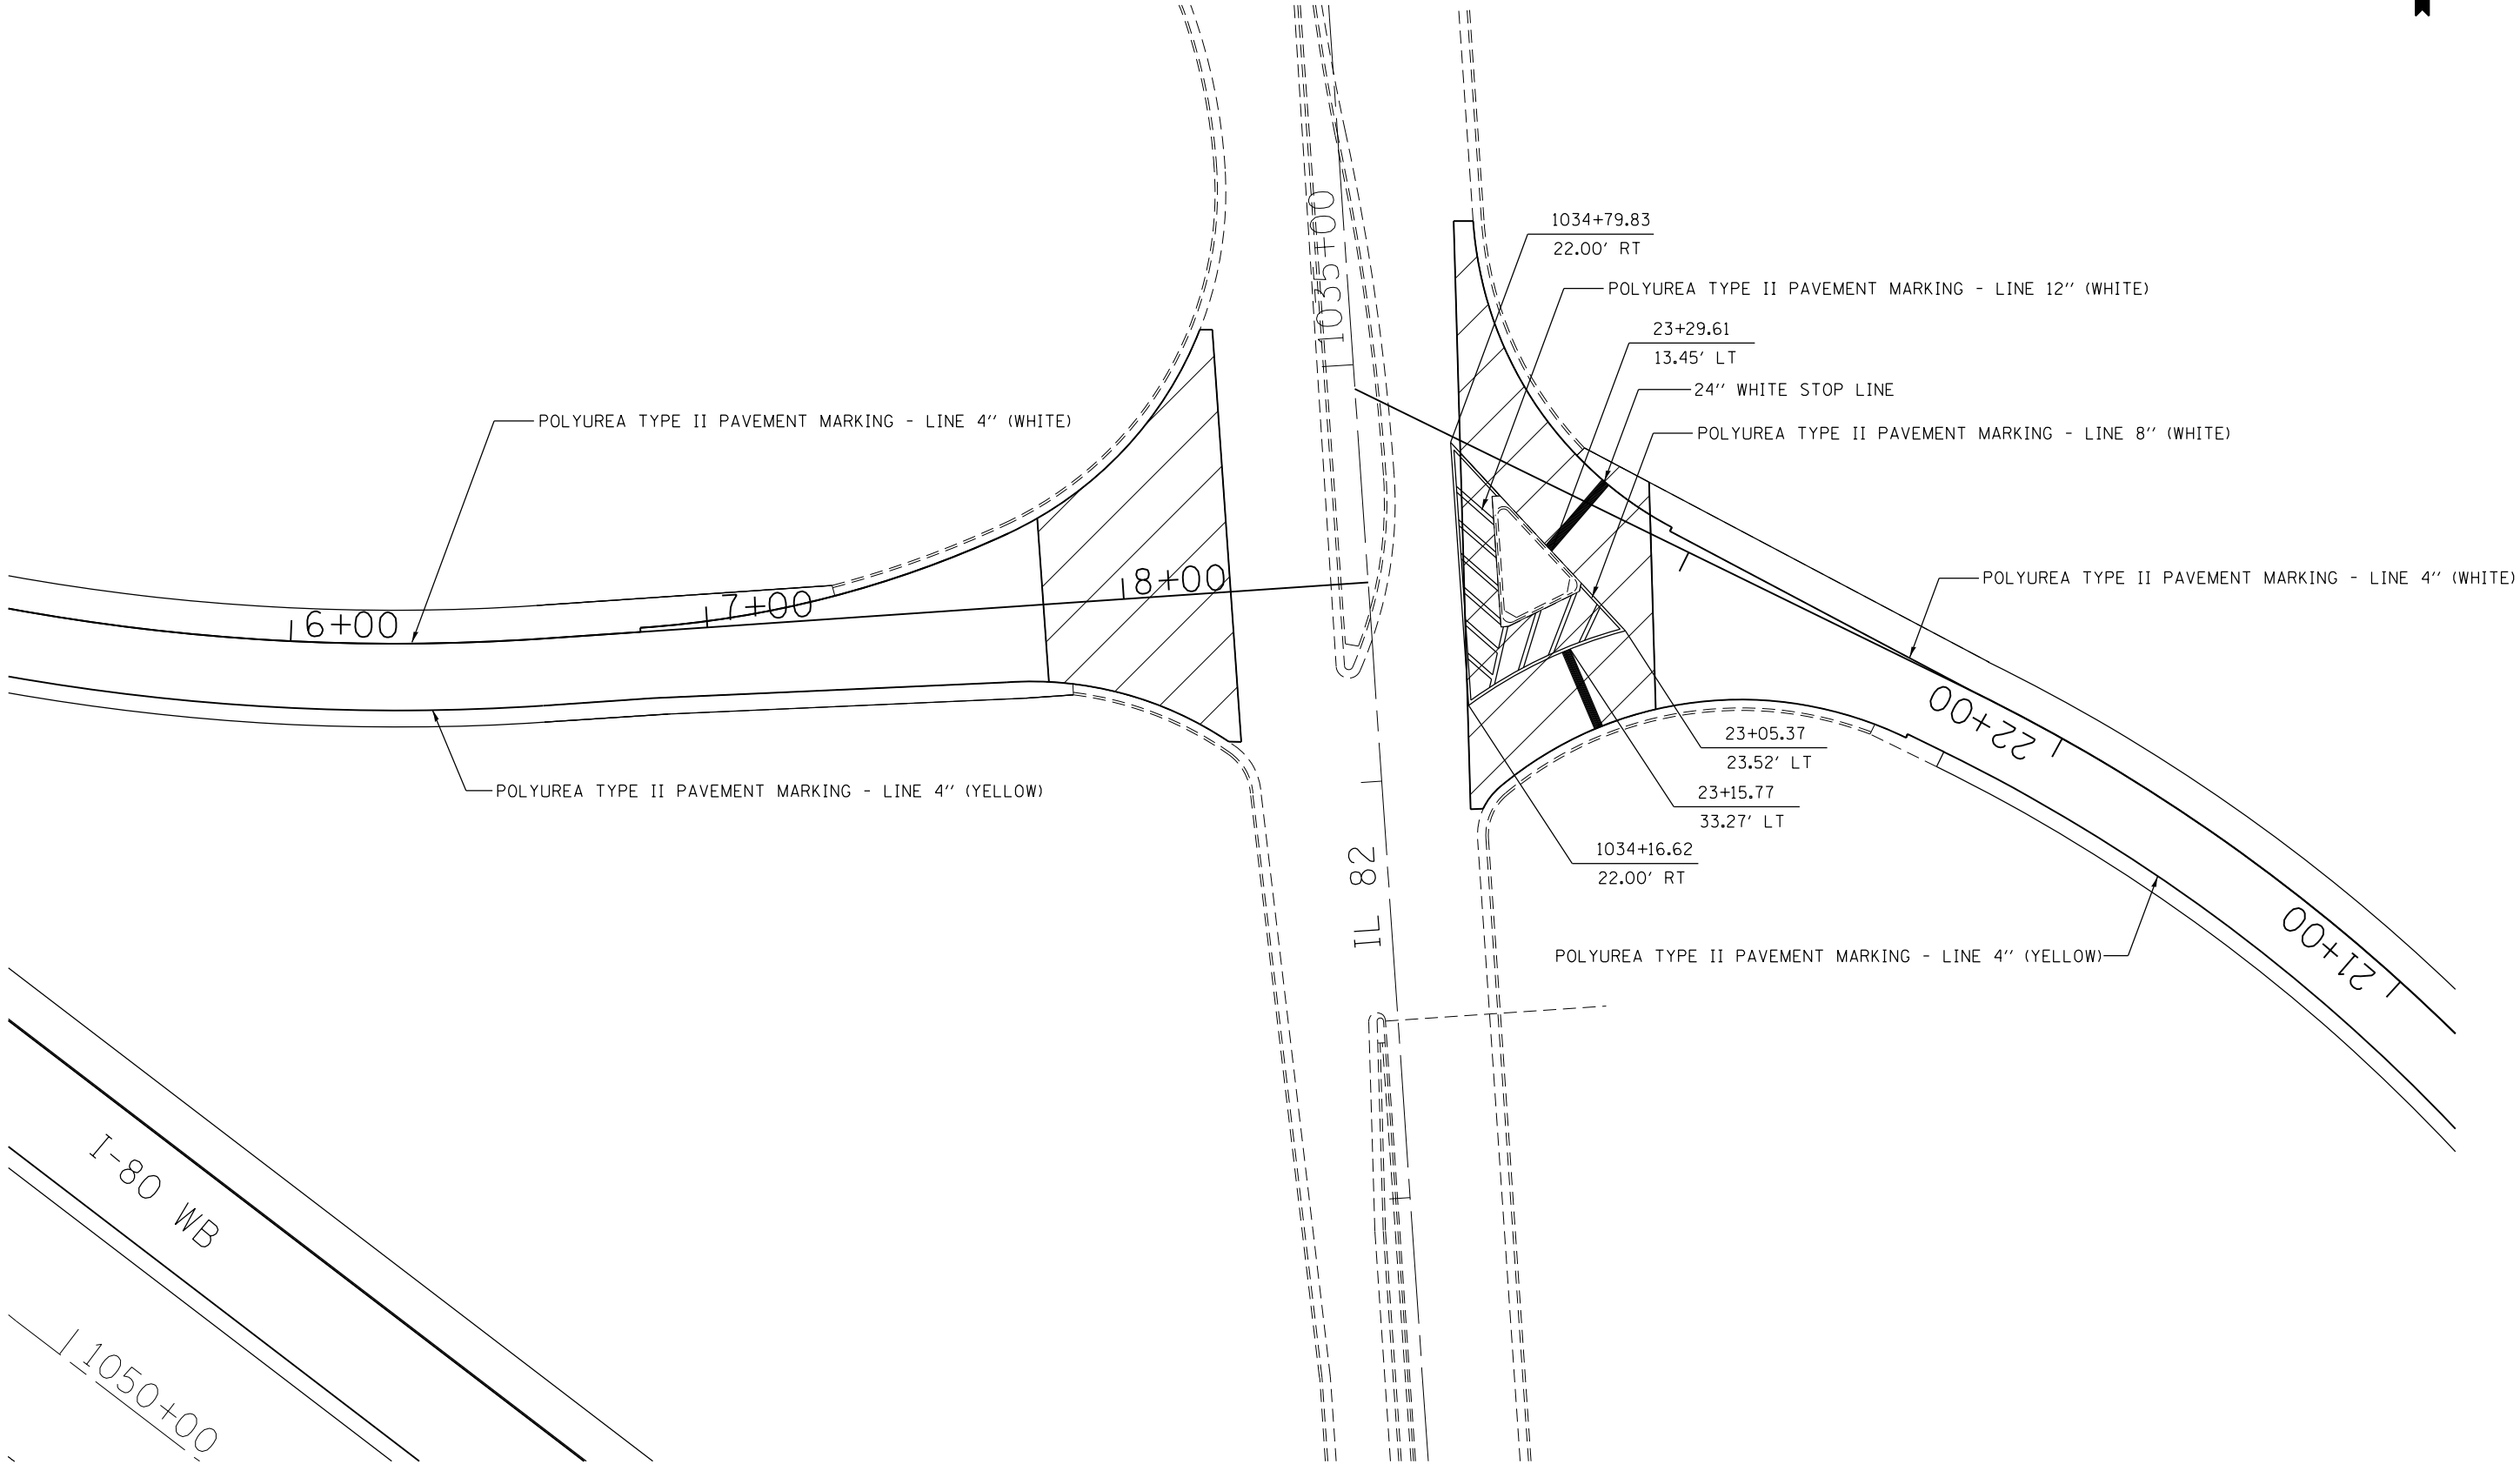 1035+00
1034+79.83
22.00' RT
POLYUREA TYPE II PAVEMENT MARKING - LINE 12" (WHITE)
23+29.61
13.45' LT
24" WHITE STOP LINE
POLYUREA TYPE II PAVEMENT MARKING - LINE 4" (WHITE)
POLYUREA TYPE II PAVEMENT MARKING - LINE 8" (WHITE)
POLYUREA TYPE II PAVEMENT MARKING - LINE 4" (WHITE)
6+00
7+00
8+00
22+00
23+05.37
23.52' LT
POLYUREA TYPE II PAVEMENT MARKING - LINE 4" (YELLOW)
23+15.77
33.27' LT
1034+16.62
22.00' RT
IL 82
21+00
POLYUREA TYPE II PAVEMENT MARKING - LINE 4" (YELLOW)
I-80 WB
1050+00